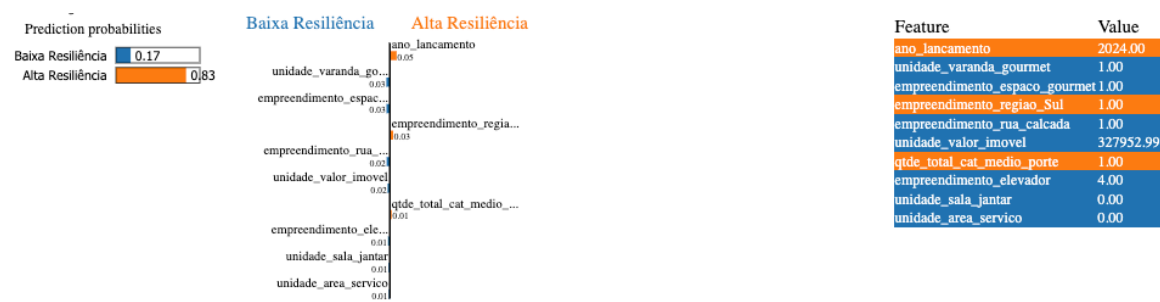 Prediction probabilities
Baixa Resiliência 0.17
Alta Resiliência 0.83
Baixa Resiliência Alta Resiliência
ano_lancamento
0.05
unidade_varanda_go...
0.03
empreendimento_espac...
0.03
empreendimento_regia...
0.03
empreendimento_rua_...
0.02
unidade_valor_imovel
0.02
qtde_total_cat_medio_...
0.01
empreendimento_ele...
0.01
unidade_sala_jantar
0.01
unidade_area_servico
0.01
Feature Value
ano_lancamento 2024.00
unidade_varanda_gourmet 1.00
empreendimento_espaco_gourmet 1.00
empreendimento_regiao_Sul 1.00
empreendimento_rua_calcada 1.00
unidade_valor_imovel 327952.99
qtde_total_cat_medio_porte 1.00
empreendimento_elevador 4.00
unidade_sala_jantar 0.00
unidade_area_servico 0.00